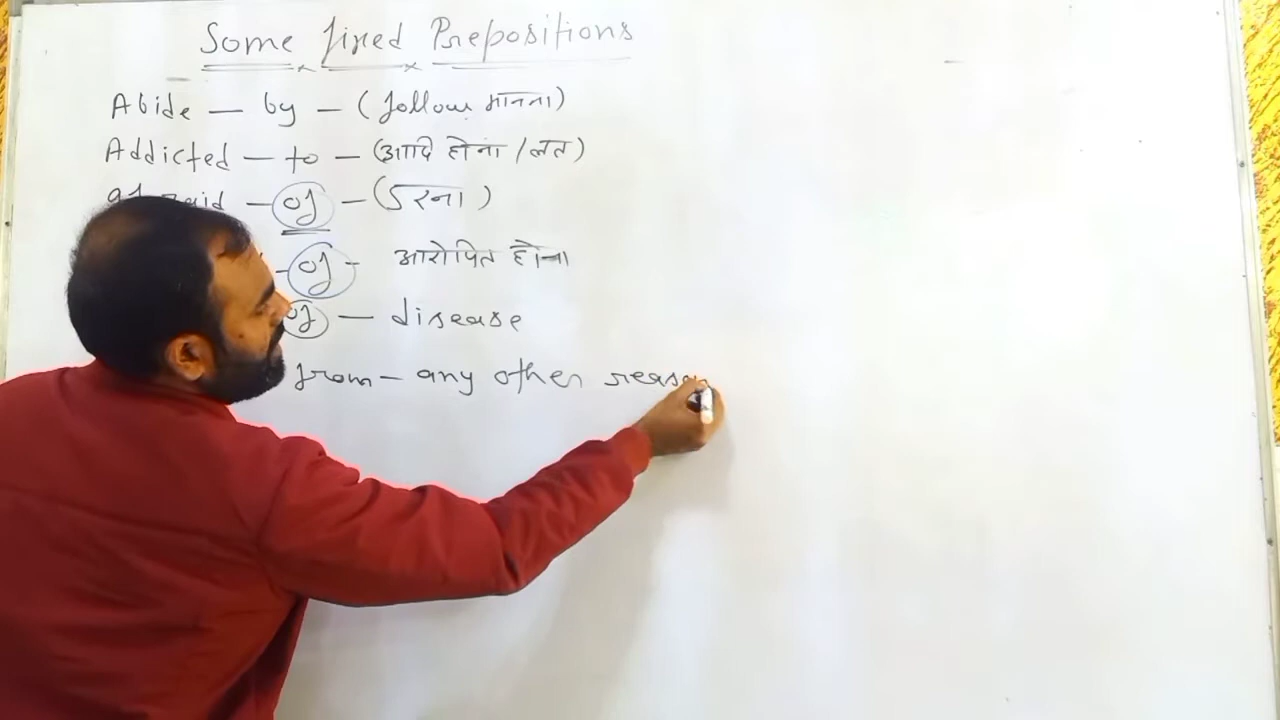 Some fixed Prepositions
Abide — by — (follow मानना)
Addicted — to — (आदि होना / लत)
— of — (डरना)
- of - आरोपित होना
of — disease
from — any other reason